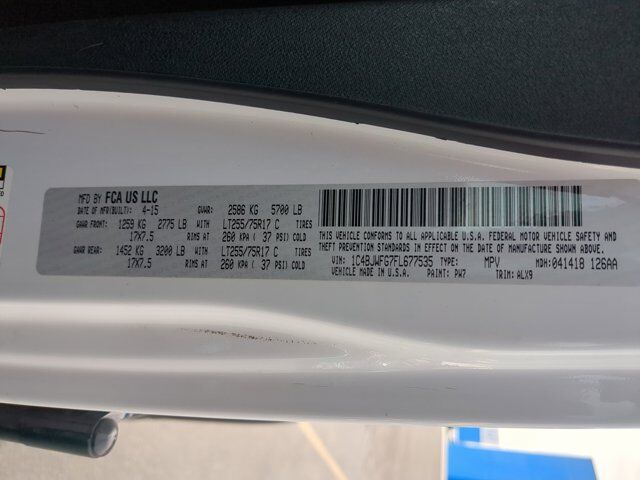 MFD BY FCA US LLC
DATE OF MFR(BUILT): 4-15 GVWR: 2586 KG 5700 LB
GAWR FRONT: 1259 KG 2775 LB WITH LT255/75R17 C TIRES
17X7.5 RIMS AT 260 KPA ( 37 PSI) COLD
GAWR REAR: 1452 KG 3200 LB WITH LT255/75R17 C TIRES
17X7.5 RIMS AT 260 KPA ( 37 PSI) COLD
THIS VEHICLE CONFORMS TO ALL APPLICABLE U.S.A. FEDERAL MOTOR VEHICLE SAFETY AND
THEFT PREVENTION STANDARDS IN EFFECT ON THE DATE OF MANUFACTURE SHOWN ABOVE.
VIN: 1C4BJWFG7FL677535 TYPE: MPV MDH: 041418 126AA
VEHICLE MADE IN U.S.A. PAINT: PW7 TRIM: ALX9